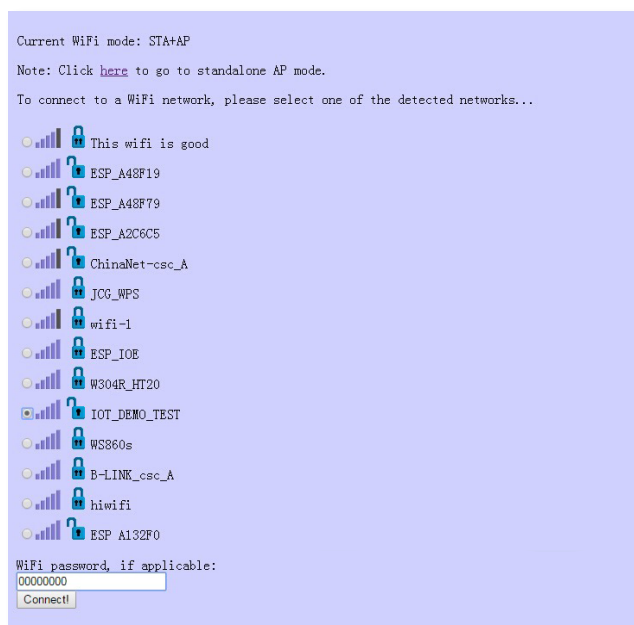 Current WiFi mode: STA+AP
Note: Click here to go to standalone AP mode.
To connect to a WiFi network, please select one of the detected networks...
This wifi is good
ESP_A48F19
ESP_A48F79
ESP_A2C6C5
ChinaNet-csc_A
JCG_WPS
wifi-1
ESP_IOE
W304R_HT20
IOT_DEMO_TEST
WS860s
B-LINK_csc_A
hiwifi
ESP A132F0
WiFi password, if applicable:
00000000
Connect!